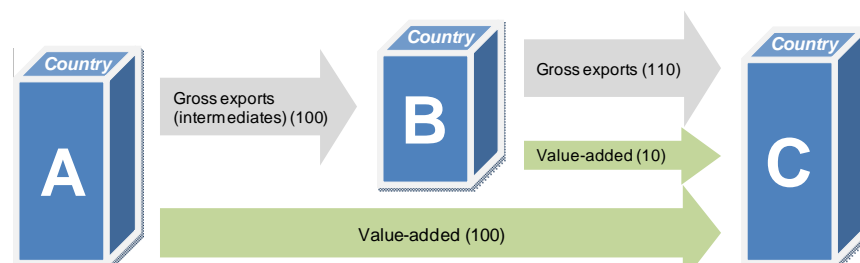 Country
A
Gross exports
(intermediates) (100)
Country
B
Gross exports (110)
Value-added (10)
Country
C
Value-added (100)